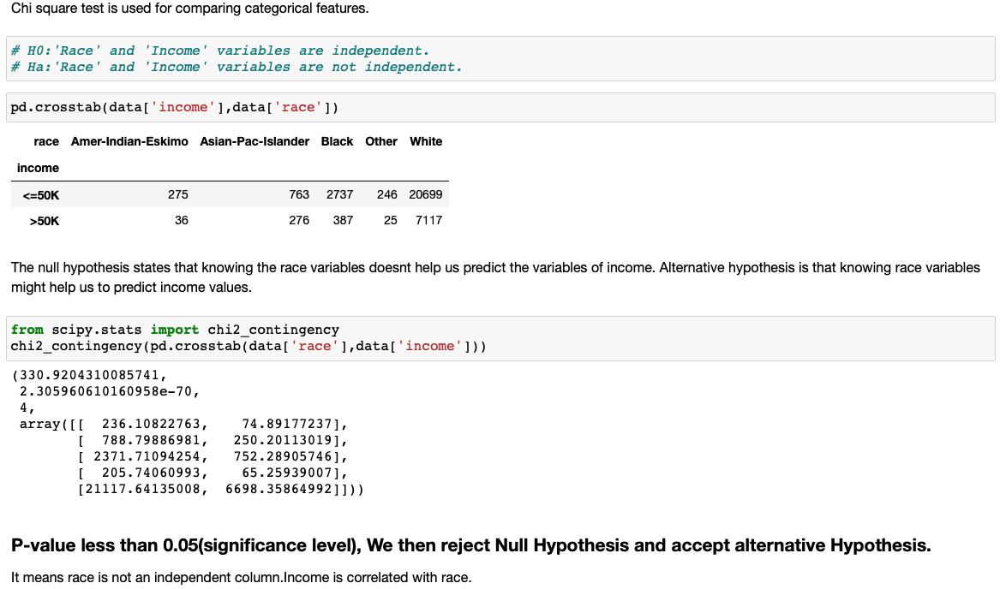 Chi square test is used for comparing categorical features.
# H0:'Race' and 'Income' variables are independent.
# Ha:'Race' and 'Income' variables are not independent.
pd.crosstab(data['income'],data['race'])
race Amer-Indian-Eskimo Asian-Pac-Islander Black Other White
income
<=50K 275 763 2737 246 20699
>50K 36 276 387 25 7117
The null hypothesis states that knowing the race variables doesnt help us predict the variables of income. Alternative hypothesis is that knowing race variables
might help us to predict income values.
from scipy.stats import chi2_contingency
chi2_contingency(pd.crosstab(data['race'],data['income']))
(330.9204310085741,
2.305960610160958e-70,
4,
array([[ 236.10822763, 74.89177237],
[ 788.79886981, 250.20113019],
[ 2371.71094254, 752.28905746],
[ 205.74060993, 65.25939007],
[21117.64135008, 6698.35864992]]))
P-value less than 0.05(significance level), We then reject Null Hypothesis and accept alternative Hypothesis.
It means race is not an independent column.Income is correlated with race.